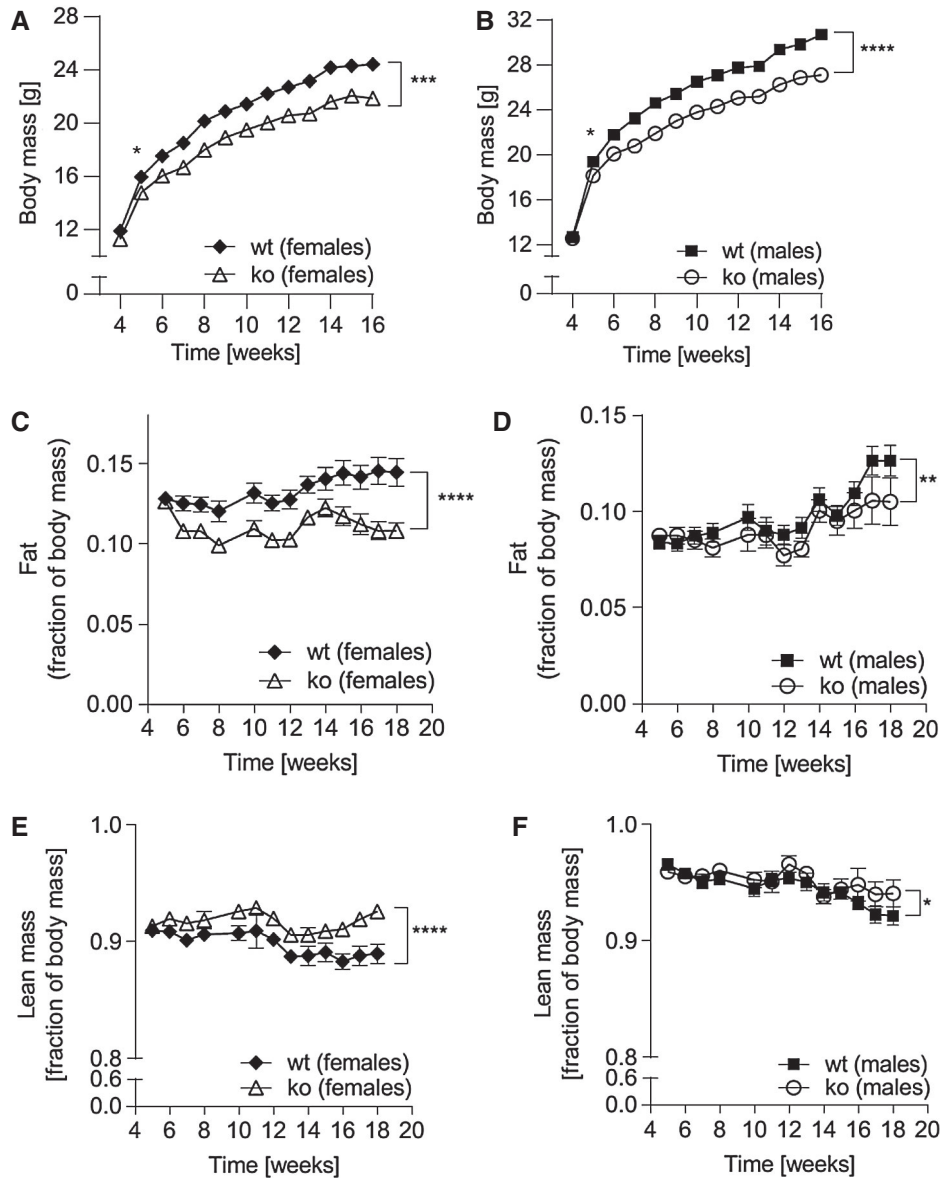 A
Body mass [g]
28
24
20
16
12
0
*
***
wt (females)
ko (females)
4 6 8 10 12 14 16
Time [weeks]
B
Body mass [g]
32
28
24
20
16
12
0
*
****
wt (males)
ko (males)
4 6 8 10 12 14 16
Time [weeks]
C
Fat
(fraction of body mass)
0.15
0.10
0.05
0.00
****
wt (females)
ko (females)
4 6 8 10 12 14 16 18 20
Time [weeks]
D
Fat
(fraction of body mass)
0.15
0.10
0.05
0.00
**
wt (males)
ko (males)
4 6 8 10 12 14 16 18 20
Time [weeks]
E
Lean mass
[fraction of body mass]
1.0
0.9
0.8
0.6
0.0
****
wt (females)
ko (females)
4 6 8 10 12 14 16 18 20
Time [weeks]
F
Lean mass
[fraction of body mass]
1.0
0.9
0.8
0.6
0.0
*
wt (males)
ko (males)
4 6 8 10 12 14 16 18 20
Time [weeks]